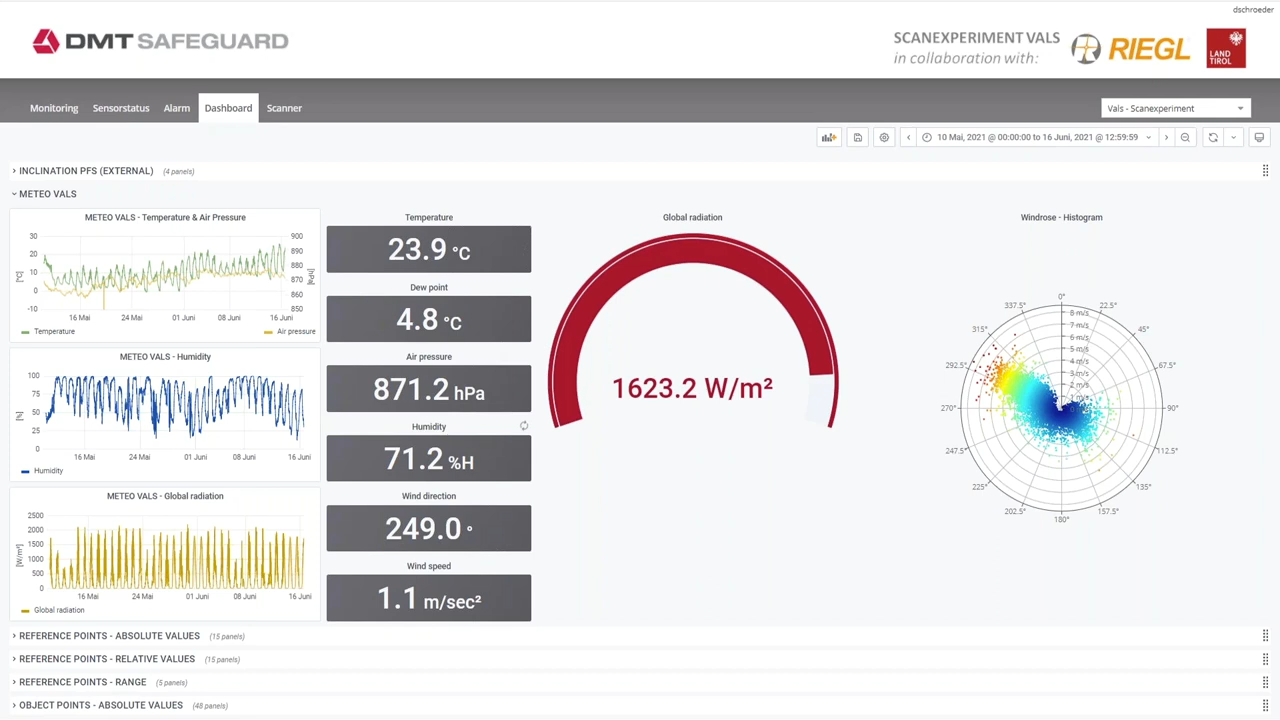 dschroeder
DMT SAFEGUARD
SCANEXPERIMENT VALS
in collaboration with:
RIEGL
LAND
TIROL
Monitoring Sensorstatus Alarm Dashboard Scanner
Vals - Scanexperiment
10 Mai, 2021 @ 00:00:00 to 16 Juni, 2021 @ 12:59:59
INCLINATION PFS (EXTERNAL) (4 panels)
METEO VALS
METEO VALS - Temperature & Air Pressure
30
20
10
0
-10
[°C]
900
890
880
870
860
850
[hPa]
16 Mai 24 Mai 01 Juni 08 Juni 16 Juni
Temperature Air pressure
METEO VALS - Humidity
100
75
50
25
0
[%]
16 Mai 24 Mai 01 Juni 08 Juni 16 Juni
Humidity
METEO VALS - Global radiation
2500
2000
1500
1000
500
0
[W/m²]
16 Mai 24 Mai 01 Juni 08 Juni 16 Juni
Global radiation
Temperature
23.9 °C
Dew point
4.8 °C
Air pressure
871.2 hPa
Humidity
71.2 %H
Wind direction
249.0 °
Wind speed
1.1 m/sec²
Global radiation
1623.2 W/m²
Windrose - Histogram
0°
22.5°
45°
67.5°
90°
112.5°
135°
157.5°
180°
202.5°
225°
247.5°
270°
292.5°
315°
337.5°
8 m/s
7 m/s
6 m/s
5 m/s
4 m/s
3 m/s
2 m/s
REFERENCE POINTS - ABSOLUTE VALUES (15 panels)
REFERENCE POINTS - RELATIVE VALUES (15 panels)
REFERENCE POINTS - RANGE (5 panels)
OBJECT POINTS - ABSOLUTE VALUES (48 panels)